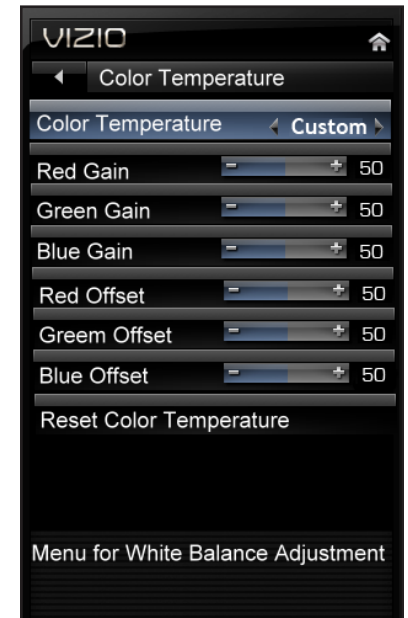 VIZIO
Color Temperature
Color Temperature Custom
Red Gain - + 50
Green Gain - + 50
Blue Gain - + 50
Red Offset - + 50
Greem Offset - + 50
Blue Offset - + 50
Reset Color Temperature
Menu for White Balance Adjustment